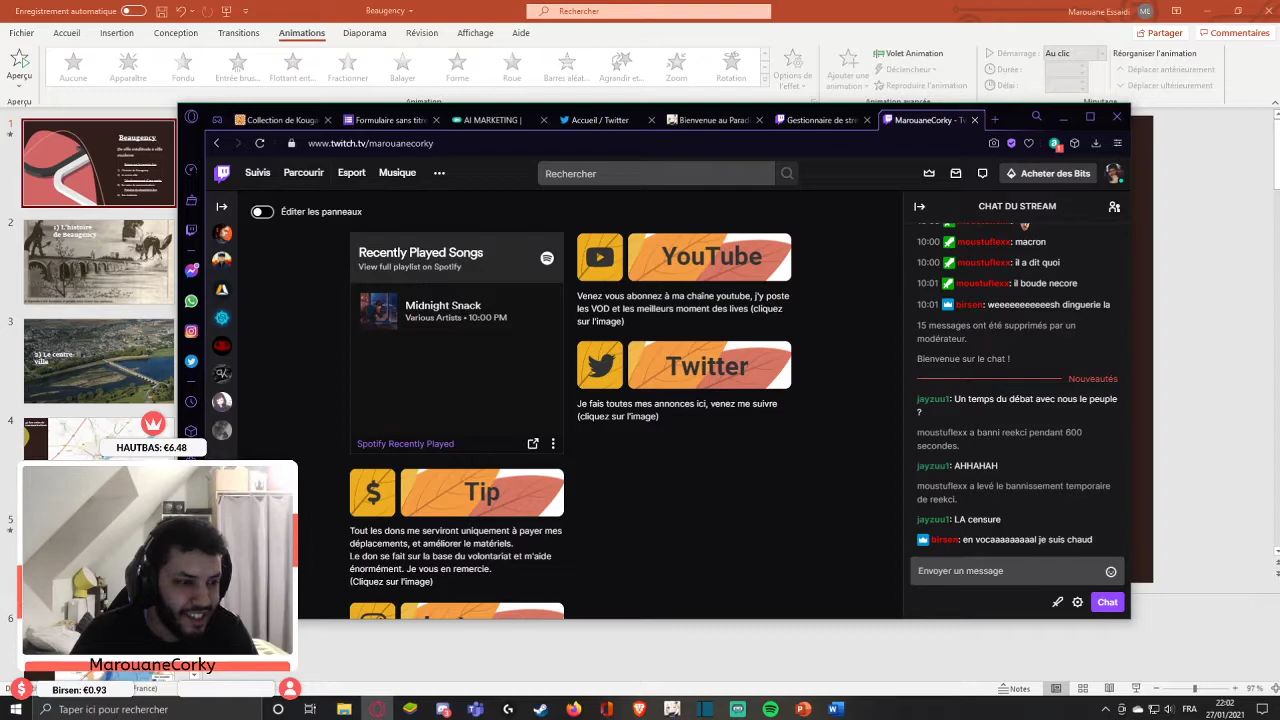 Enregistrement automatique
Beaugency
Rechercher
Marouane Essaidi
Fichier
Accueil
Insertion
Conception
Transitions
Animations
Diaporama
Révision
Affichage
Aide
Partager
Commentaires
Aperçu
Aucune
Apparaître
Fondu
Entrée brus...
Flottant ent...
Fractionner
Balayer
Forme
Roue
Barres aléat...
Agrandir et ...
Zoom
Rotation
Options de
l'effet
Ajouter une
animation
Volet Animation
Déclencheur
Reproduire l'animation
Démarrage :
Au clic
Durée :
Délai :
Réorganiser l'animation
Déplacer antérieurement
Déplacer ultérieurement
Aperçu
Animation
Animation avancée
Minutage
1
Beaugency
2
1) L'histoire
de Beaugency
3
2) Le centre-
ville
4
5
6
Collection de Kouga
Formulaire sans titre
AI MARKETING |
Accueil / Twitter
Bienvenue au Parad
Gestionnaire de stre
MarouaneCorky - Tw
www.twitch.tv/marouanecorky
Suivis
Parcourir
Esport
Musique
Rechercher
Acheter des Bits
Éditer les panneaux
Recently Played Songs
View full playlist on Spotify
Midnight Snack
Various Artists • 10:00 PM
Spotify Recently Played
YouTube
Venez vous abonnez à ma chaîne youtube, j'y poste
les VOD et les meilleurs moment des lives (cliquez
sur l'image)
Twitter
Je fais toutes mes annonces ici, venez me suivre
(cliquez sur l'image)
Tip
Tout les dons me serviront uniquement à payer mes
déplacements, et améliorer le matériels.
Le don se fait sur la base du volontariat et m'aide
énormément. Je vous en remercie.
(Cliquez sur l'image)
CHAT DU STREAM
10:00 moustuflexx: macron
10:00 moustuflexx: il a dit quoi
10:01 moustuflexx: il boude necore
10:01 birsen: weeeeeeeeeesh dinguerie la
15 messages ont été supprimés par un
modérateur.
Bienvenue sur le chat !
Nouveautés
jayzuu1: Un temps du débat avec nous le peuple
?
moustuflexx a banni reekci pendant 600
secondes.
jayzuu1: AHHAHAH
moustuflexx a levé le bannissement temporaire
de reekci.
jayzuu1: LA censure
birsen: en vocaaaaaaaaal je suis chaud
Envoyer un message
Chat
HAUTBAS: €6.48
MarouaneCorky
Birsen: €0.93
France)
Notes
97 %
Taper ici pour rechercher
FRA
22:02
27/01/2021